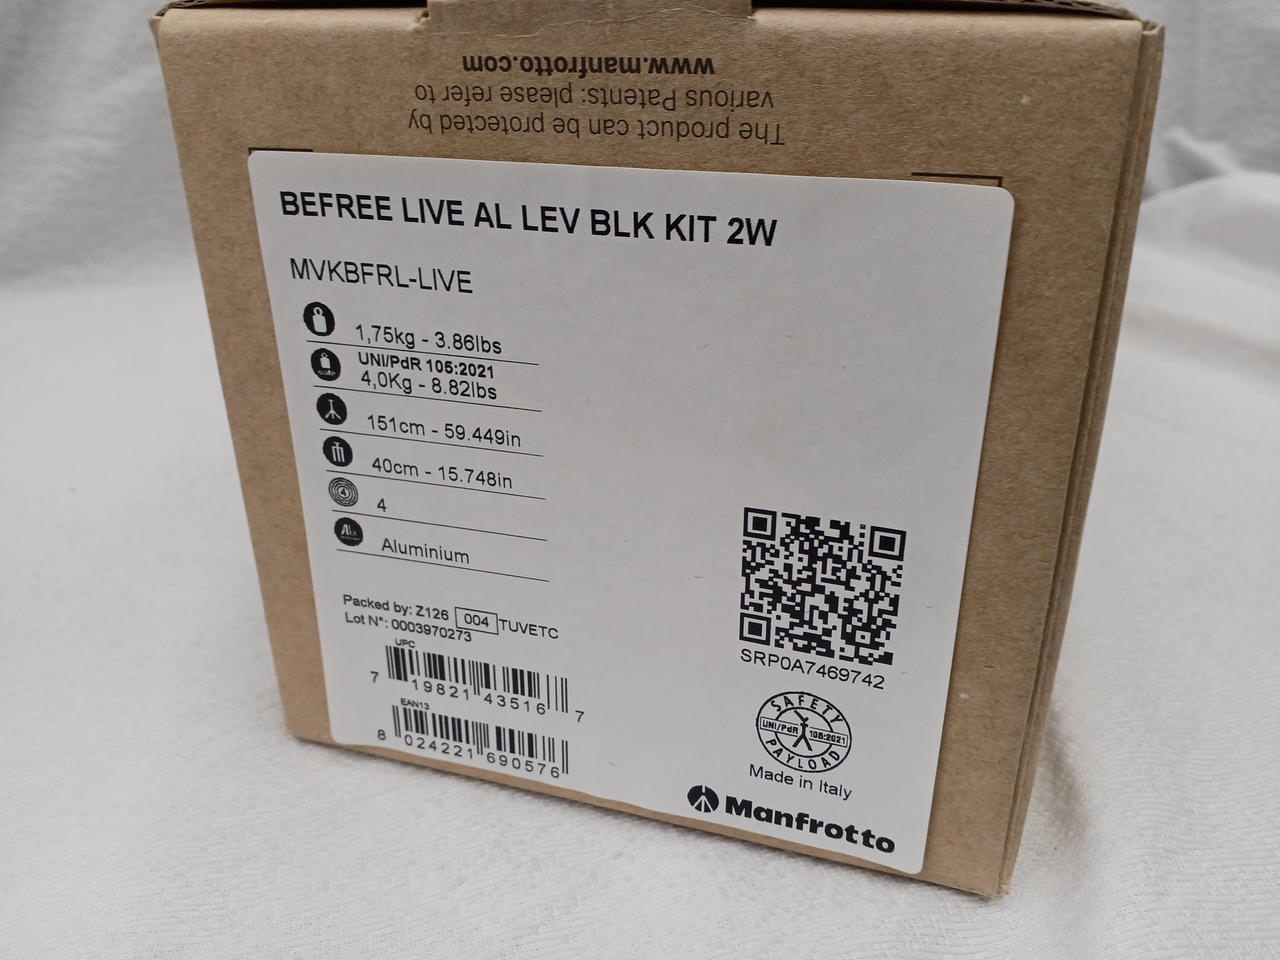 The product can be protected by
various Patents: please refer to
www.manfrotto.com
BEFREE LIVE AL LEV BLK KIT 2W
MVKBFRL-LIVE
1,75kg - 3.86lbs
UNI/PdR 105:2021
safe
4,0Kg - 8.82lbs
151cm - 59.449in
40cm - 15.748in
4
4
Aluminium
Packed by: Z126 004 TUVETC
Lot N°: 0003970273
UPC
7 19821 43516 7
EAN13
8 024221 690576
SRP0A7469742
SAFETY
UNI/PdR 105:2021
PAYLOAD
Made in Italy
Manfrotto